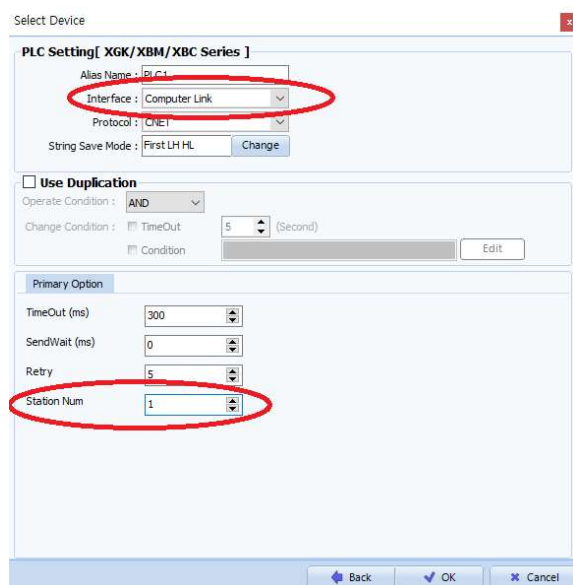 Select Device
x
PLC Setting[ XGK/XBM/XBC Series ]
Alias Name : PLC1
Interface : Computer Link
Protocol : CNET
String Save Mode : First LH HL Change
Use Duplication
Operate Condition : AND
Change Condition : TimeOut 5 (Second)
Condition Edit
Primary Option
TimeOut (ms) 300
SendWait (ms) 0
Retry 5
Station Num 1
Back OK Cancel